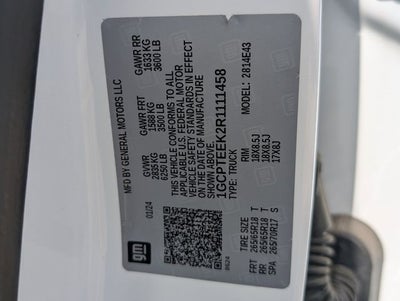 MFD BY GENERAL MOTORS LLC
01/24
GVWR
2835 KG
6250 LB
GAWR FRT
1588 KG
3500 LB
GAWR RR
1633 KG
3600 LB
THIS VEHICLE CONFORMS TO ALL
APPLICABLE U.S. FEDERAL MOTOR
VEHICLE SAFETY STANDARDS IN EFFECT
ON THE DATE OF MANUFACTURE
SHOWN ABOVE.
1GCPTEEK2R1111458
TYPE: TRUCK
MODEL: 2814E43
gm
TIRE SIZE
RIM
FRT 265/65R18 T 18X8.5J
RR 265/65R18 T 18X8.5J
SPA 265/70R17 S 17X8J